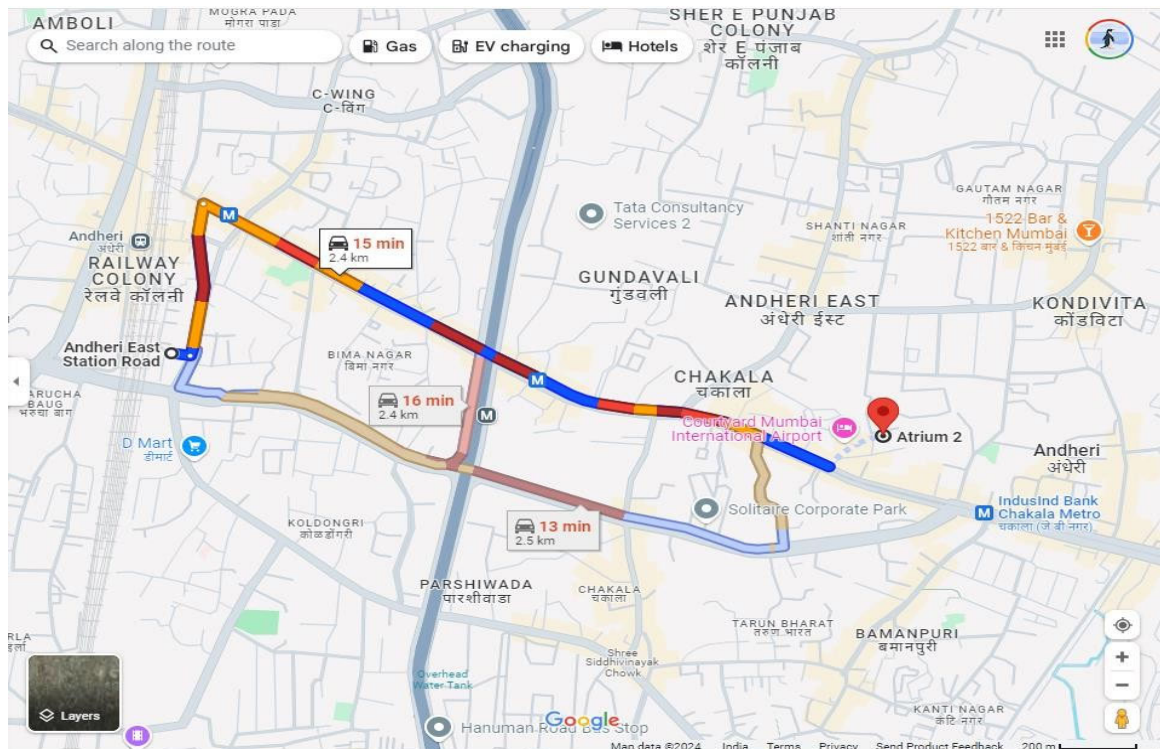 AMBOLI
MOGRA PADA
मोगरा पाडा
SHER E PUNJAB
COLONY
शेर ई पंजाब
कॉलनी
Search along the route
Gas
EV charging
Hotels
C-WING
C-विंग
GAUTAM NAGAR
गौतम नगर
Tata Consultancy
Services 2
SHANTI NAGAR
शांती नगर
1522 Bar &
Kitchen Mumbai
1522 बार & किचन मुंबई
Andheri
अंधेरी
M
15 min
2.4 km
RAILWAY
COLONY
रेलवे कॉलनी
GUNDAVALI
गुंडवली
ANDHERI EAST
अंधेरी ईस्ट
KONDIVITA
कोंडविटा
Andheri East
Station Road
BIMA NAGAR
बिमा नगर
M
CHAKALA
चकाला
16 min
2.4 km
M
ARUCHA
BAUG
भरुचा बाग
Courtyard Mumbai
International Airport
Atrium 2
D Mart
डीमार्ट
Andheri
अंधेरी
Solitaire Corporate Park
M
IndusInd Bank
Chakala Metro
चकाला (जे बी नगर)
KOLDONGRI
कोळडोंगरी
13 min
2.5 km
PARSHIWADA
पारशीवाडा
CHAKALA
चकाला
TARUN BHARAT
तरुण भारत
BAMANPURI
बामणपुरी
Shree
Siddhivinayak
Chowk
Overhead
Water Tank
KANTI NAGAR
कंटि नगर
Layers
Google
Hanuman Road Bus Stop
Map data ©2024
India
Terms
Privacy
Send Product Feedback
200 m